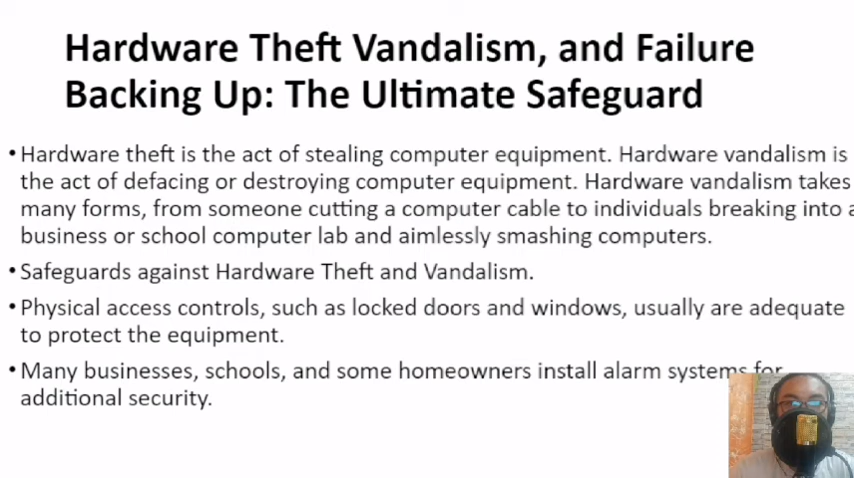 Hardware Theft Vandalism, and Failure
Backing Up: The Ultimate Safeguard
•Hardware theft is the act of stealing computer equipment. Hardware vandalism is
the act of defacing or destroying computer equipment. Hardware vandalism takes
many forms, from someone cutting a computer cable to individuals breaking into a
business or school computer lab and aimlessly smashing computers.
•Safeguards against Hardware Theft and Vandalism.
•Physical access controls, such as locked doors and windows, usually are adequate
to protect the equipment.
•Many businesses, schools, and some homeowners install alarm systems for
additional security.